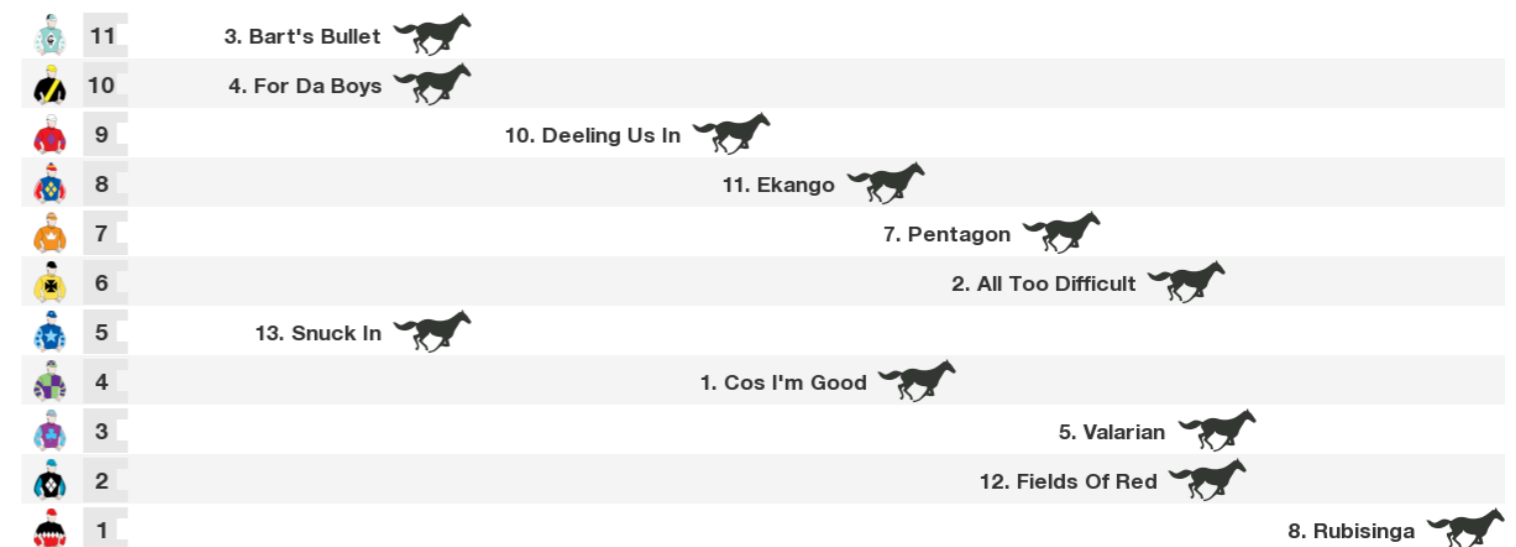 11 3. Bart's Bullet
10 4. For Da Boys
9 10. Deeling Us In
8 11. Ekango
7 7. Pentagon
6 2. All Too Difficult
5 13. Snuck In
4 1. Cos I'm Good
3 5. Valarian
2 12. Fields Of Red
1 8. Rubisinga